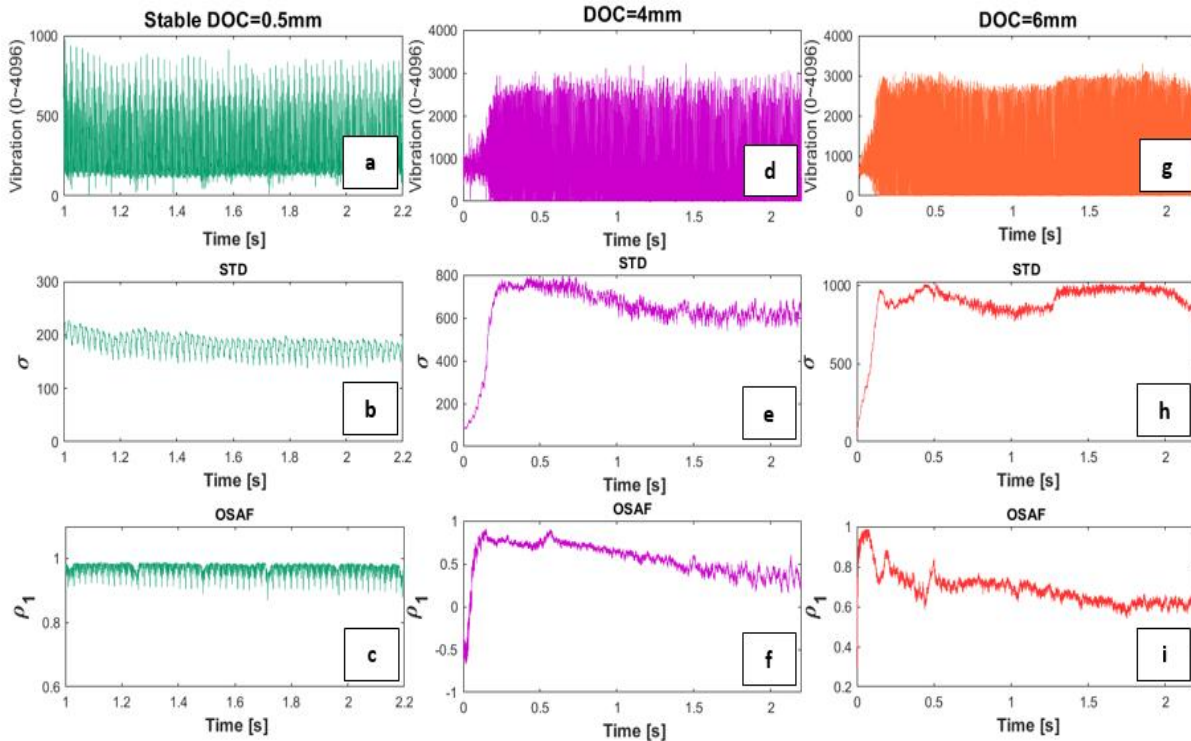 Stable DOC=0.5mm
1000
500
0
Vibration (0~4096)
a
1 1.2 1.4 1.6 1.8 2 2.2
Time [s]
DOC=4mm
4000
3000
2000
1000
0
Vibration (0~4096)
d
0 0.5 1 1.5 2
Time [s]
DOC=6mm
4000
3000
2000
1000
0
Vibration (0~4096)
g
0 0.5 1 1.5 2
Time [s]
STD
300
200
100
0
σ
b
1 1.2 1.4 1.6 1.8 2 2.2
Time [s]
STD
800
600
400
200
0
σ
e
0 0.5 1 1.5 2
Time [s]
STD
1000
500
0
σ
h
0 0.5 1 1.5 2
Time [s]
OSAF
1
1
0.8
0.6
ρ1
c
1 1.2 1.4 1.6 1.8 2 2.2
Time [s]
OSAF
1
0.5
0
-0.5
-1
ρ1
f
0 0.5 1 1.5 2
Time [s]
OSAF
1
0.8
0.6
0.4
0.2
ρ1
i
0 0.5 1 1.5 2
Time [s]